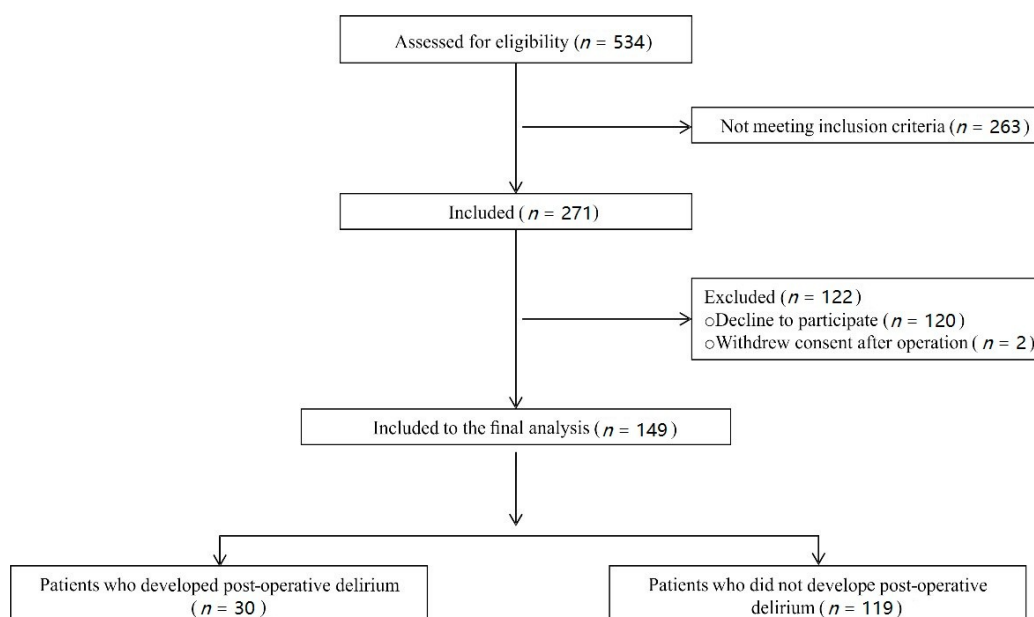 Assessed for eligibility (n = 534)
Not meeting inclusion criteria (n = 263)
Included (n = 271)
Excluded (n = 122)
○Decline to participate (n = 120)
○Withdrew consent after operation (n = 2)
Included to the final analysis (n = 149)
Patients who developed post-operative delirium
(n = 30)
Patients who did not develope post-operative
delirium (n = 119)